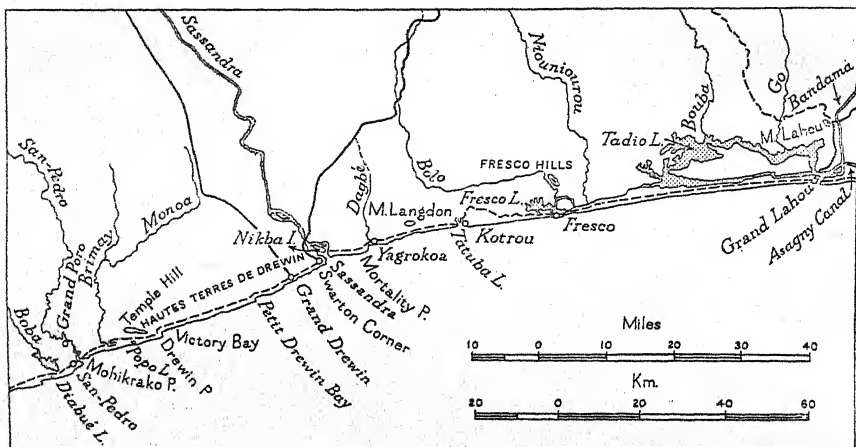 Sassandra
San-Pedro
Grand Poro
Brimay
Monoa
Boba
Temple Hill
HAUTES TERRES DE DREWIN
Nikba I.
Dagbé
M. Langdon
Bolo
Niouniourou
FRESCO HILLS
Fresco L.
Tadio L.
Bouba
Go
Bandama
M. Lahou
Grand Lahou
Asagny Canal
Fresco
Kotrou
Tatuba L.
Yagrokoa
Mortality P.
Sassandra
Swarton Corner
Grand Drewin
Petit Drewin Bay
Victory Bay
Drewin P
Popo L.
Mohikrako P.
San-Pedro
Diabué L.
Miles
10 0 10 20 30 40
Km.
20 0 20 40 60